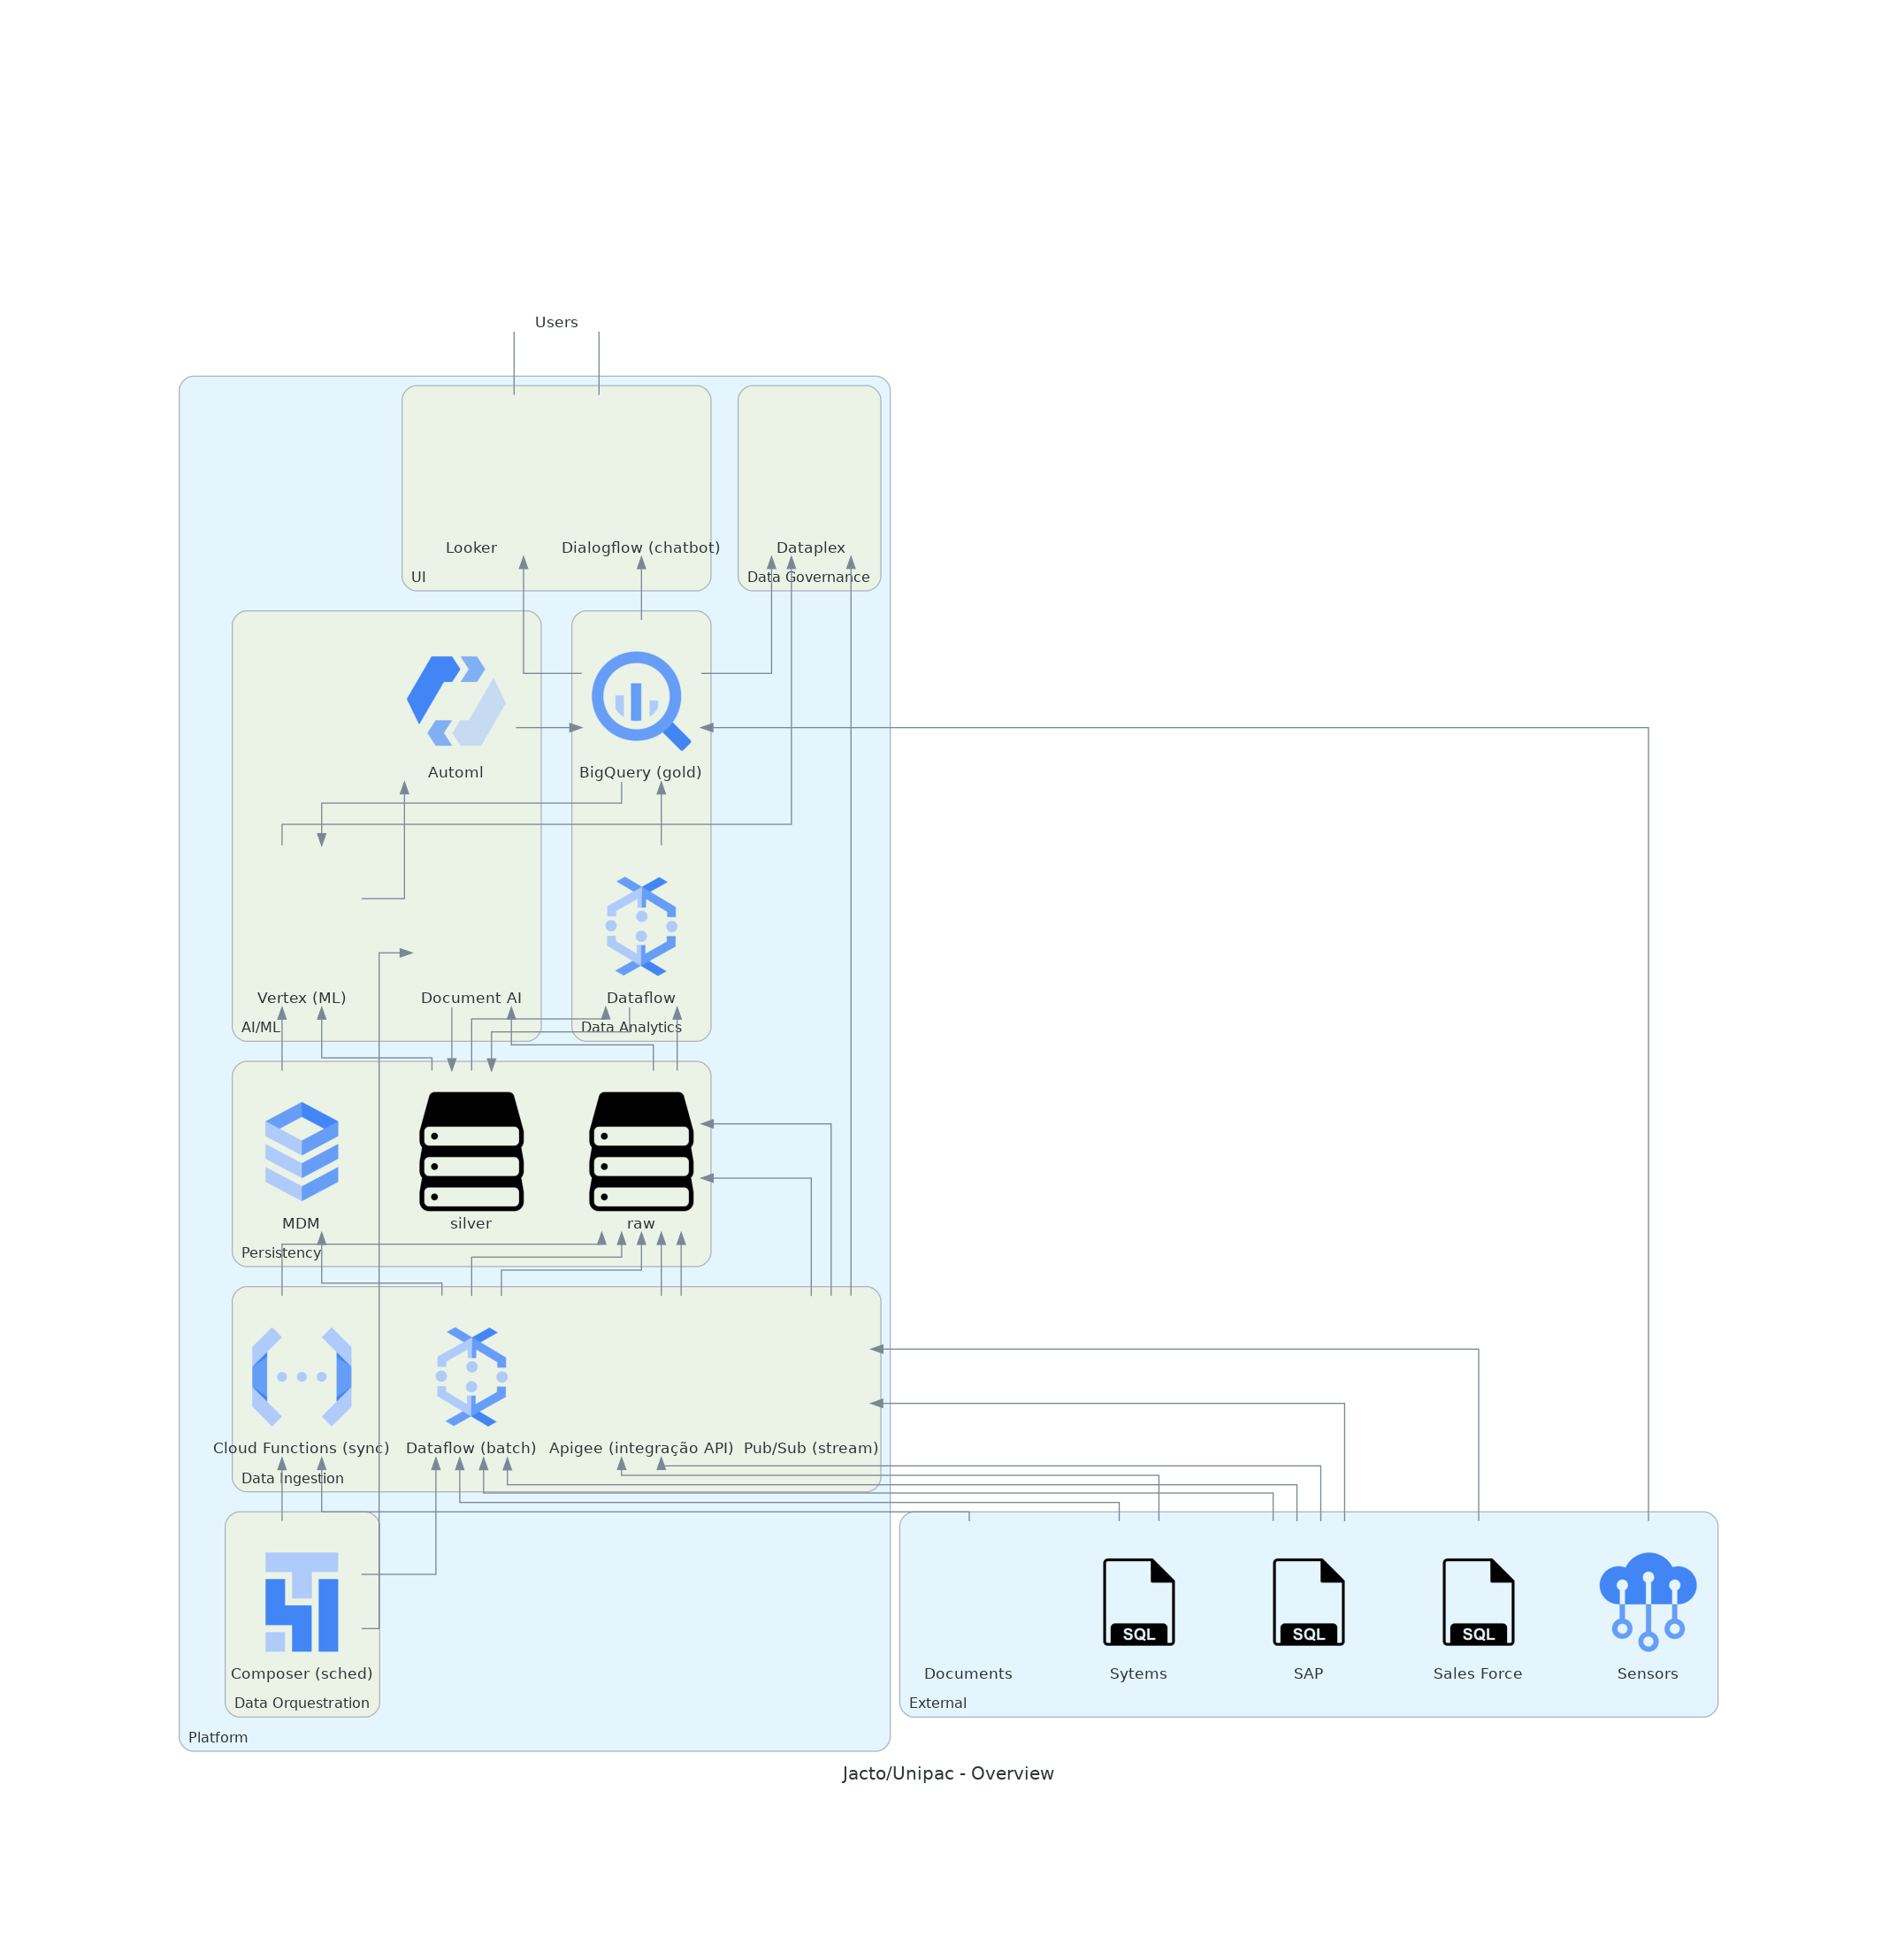 Users
Looker
Dialogflow (chatbot)
Dataplex
UI
Data Governance
Automl
BigQuery (gold)
Vertex (ML)
Document AI
Dataflow
AI/ML
Data Analytics
MDM
silver
raw
Persistency
Cloud Functions (sync)
Dataflow (batch)
Apigee (integração API)
Pub/Sub (stream)
Data Ingestion
SQL
SQL
SQL
Composer (sched)
Documents
Sytems
SAP
Sales Force
Sensors
Data Orquestration
External
Platform
Jacto/Unipac - Overview